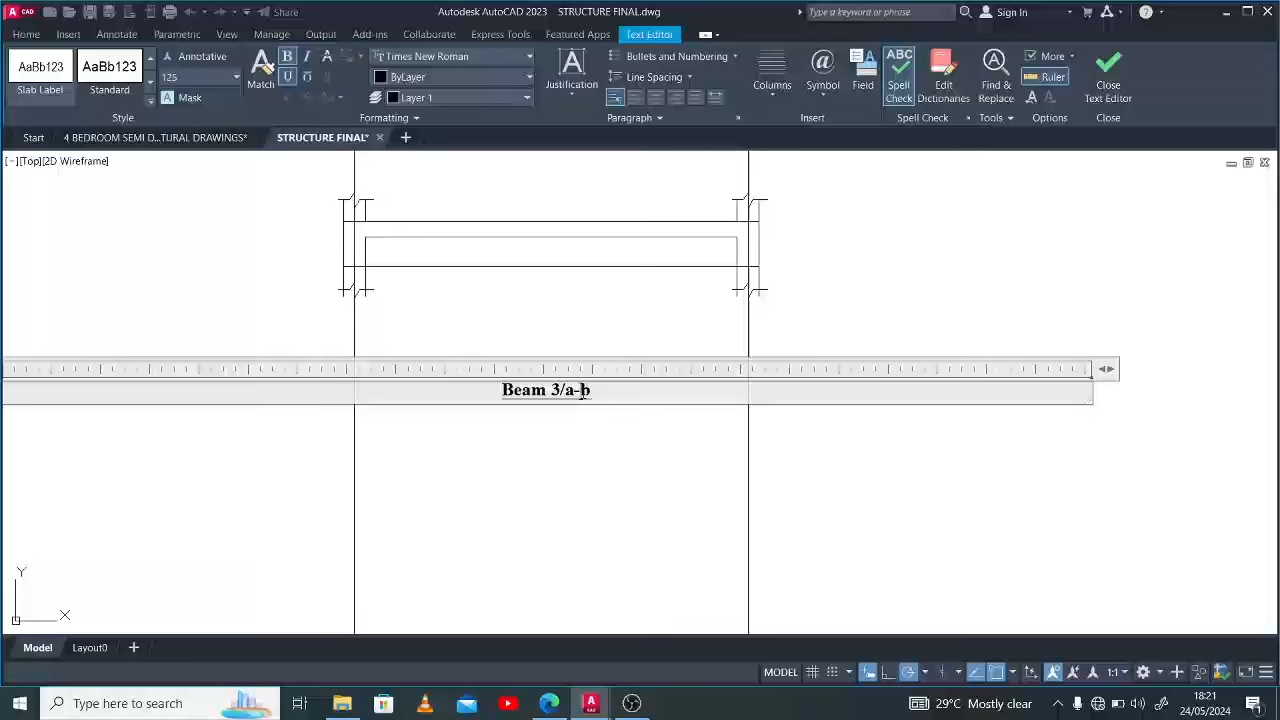 CAD
Share
Autodesk AutoCAD 2023 STRUCTURE FINAL.dwg
Type a keyword or phrase
Sign In
Home Insert Annotate Parametric View Manage Output Add-ins Collaborate Express Tools Featured Apps Text Editor
AaBb123 AaBb123
Slab Label Standard
Annotative
125
Mask
Style
Match
B I A
U O
Times New Roman
ByLayer
Layer 1
Formatting
Justification
Bullets and Numbering
Line Spacing
Paragraph
Columns
Symbol
Field
Insert
ABC
Spell Check
Edit Dictionaries
Spell Check
Find & Replace
More
Ruler
Tools
Options
Close Text Editor
Close
Start 4 BEDROOM SEMI D...TURAL DRAWINGS* STRUCTURE FINAL*
[−][Top][2D Wireframe]
Beam 3/a-b
Y
X
Model Layout0
MODEL
1:1
Type here to search
29°C Mostly clear
18:21
24/05/2024